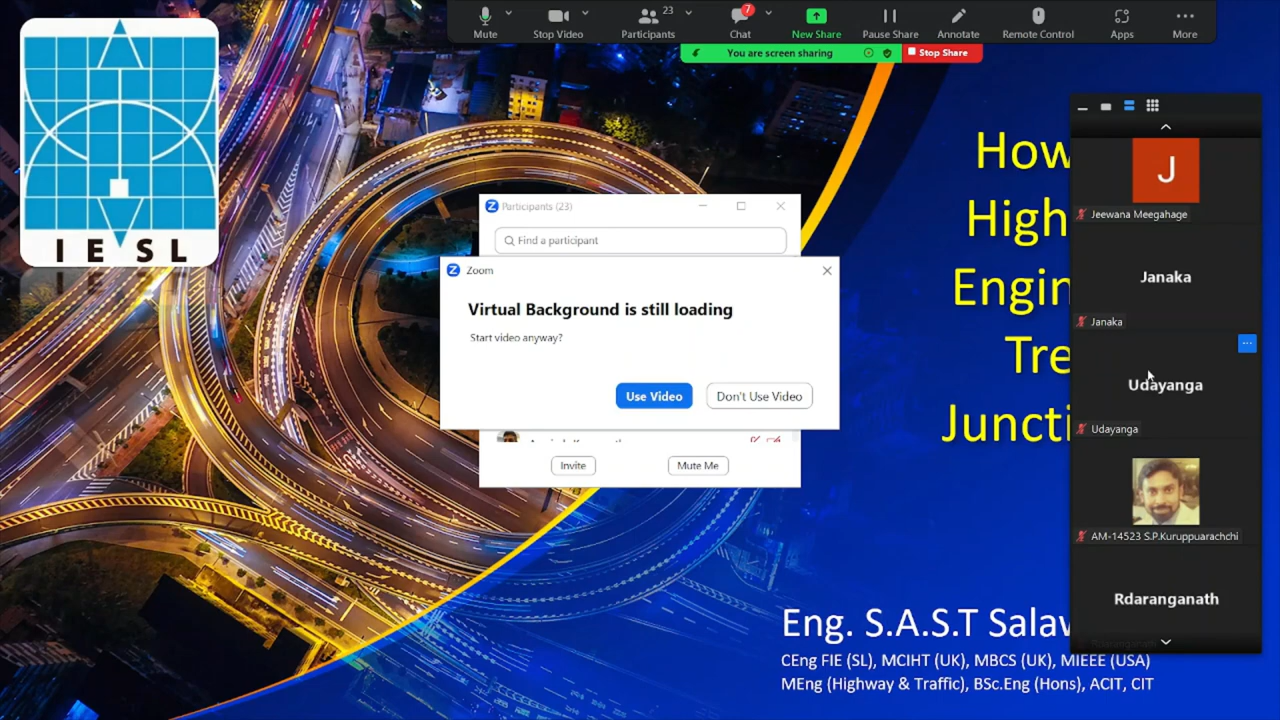 Mute
Stop Video
23
Participants
7
Chat
New Share
Pause Share
Annotate
Remote Control
Apps
More
You are screen sharing
Stop Share
IESL
Participants (23)
Find a participant
Zoom
Virtual Background is still loading
Start video anyway?
Use Video
Don't Use Video
Invite
Mute Me
How
High
Engin
Tre
Juncti
J
Jeewana Meegahage
Janaka
Janaka
Udayanga
Udayanga
AM-14523 S.P.Kuruppuarachchi
Rdaranganath
Eng. S.A.S.T Salav
CEng FIE (SL), MCIHT (UK), MBCS (UK), MIEEE (USA)
MEng (Highway & Traffic), BSc.Eng (Hons), ACIT, CIT